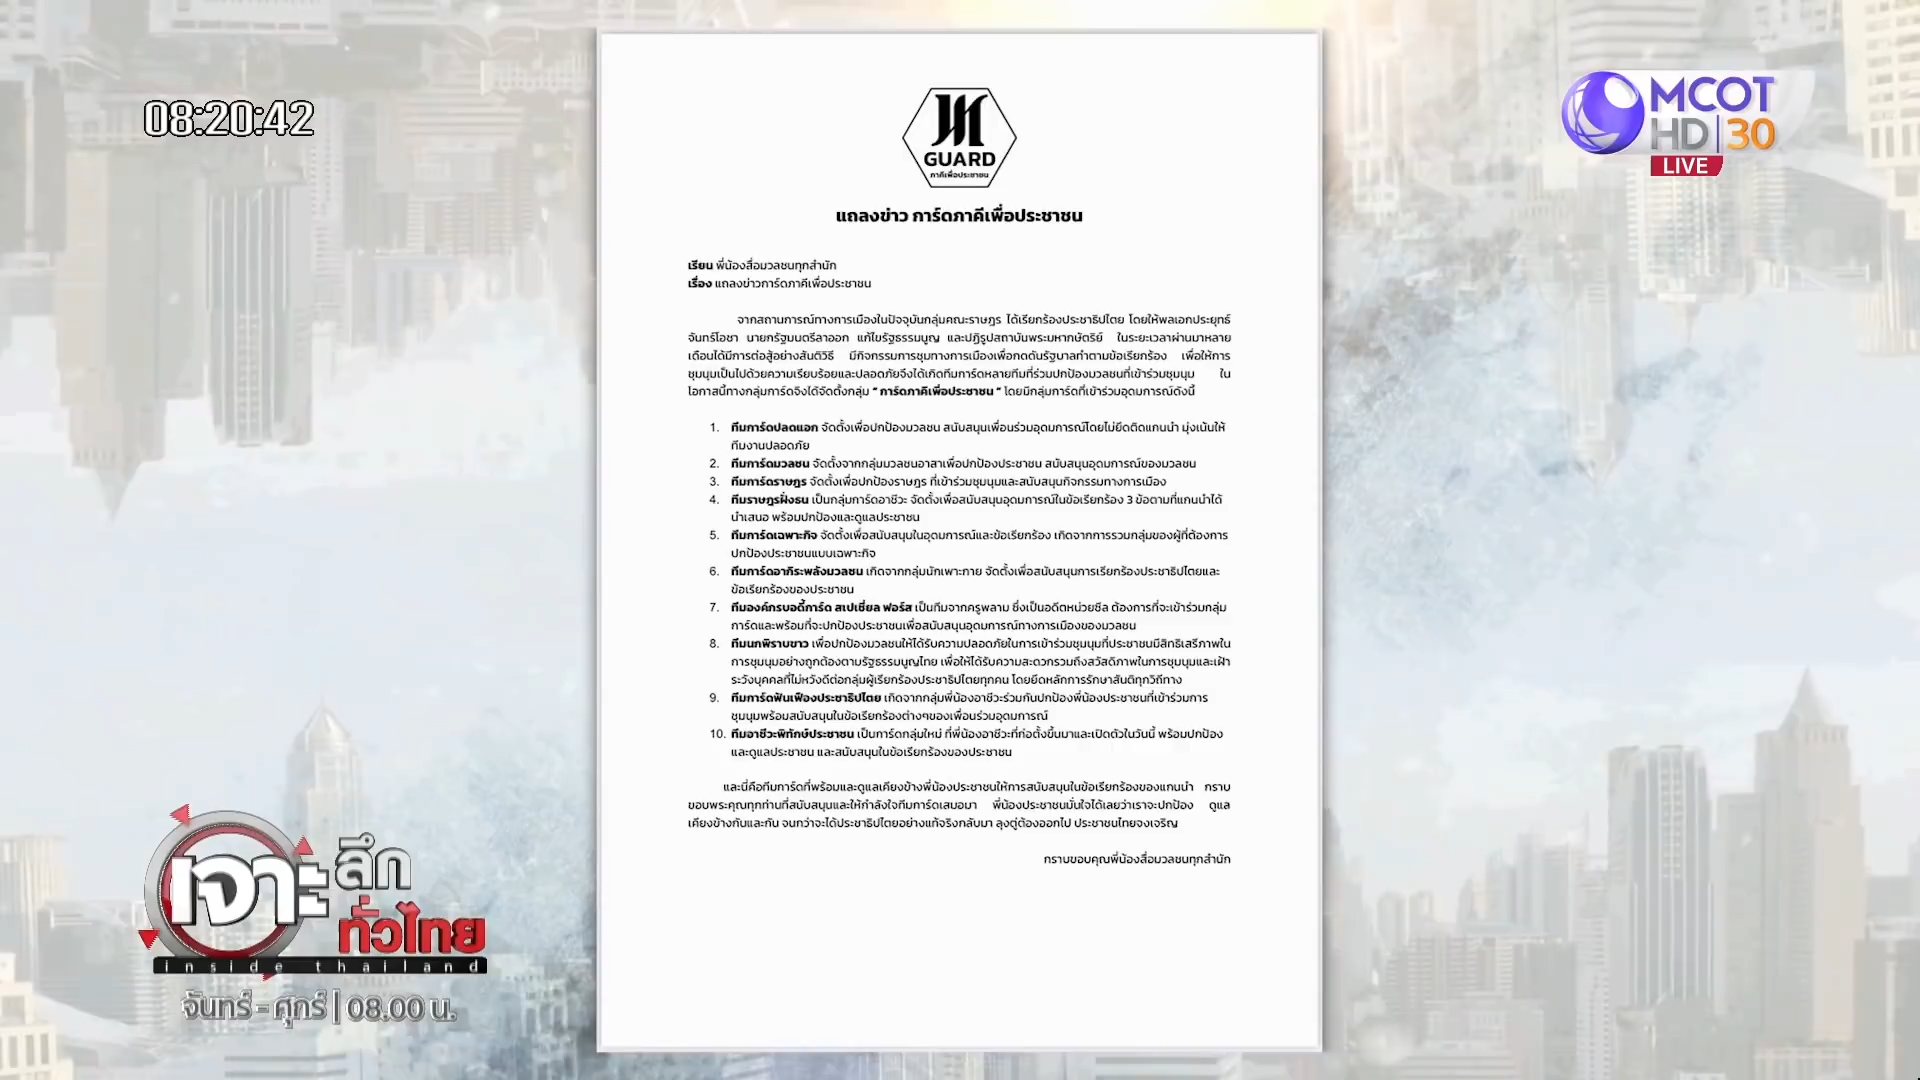 08:20:42
MCOT
HD 30
LIVE
GUARD
ภาคีเพื่อประชาชน
แถลงข่าว การ์ดภาคีเพื่อประชาชน
เรียน พี่น้องสื่อมวลชนทุกสำนัก
เรื่อง แถลงข่าวการ์ดภาคีเพื่อประชาชน
จากสถานการณ์ทางการเมืองในปัจจุบันกลุ่มคณะราษฎร ได้เรียกร้องประชาธิปไตย โดยให้พลเอกประยุทธ์
จันทร์โอชา นายกรัฐมนตรีลาออก แก้ไขรัฐธรรมนูญ และปฏิรูปสถาบันพระมหากษัตริย์ ในระยะเวลาผ่านมาหลาย
เดือนได้มีการต่อสู้อย่างสันติวิธี มีกิจกรรมการชุมทางการเมืองเพื่อกดดันรัฐบาลทำตามข้อเรียกร้อง เพื่อให้การ
ชุมนุมเป็นไปด้วยความเรียบร้อยและปลอดภัยจึงได้เกิดทีมการ์ดหลายทีมที่ร่วมปกป้องมวลชนที่เข้าร่วมชุมนุม ใน
โอกาสนี้ทางกลุ่มการ์ดจึงได้จัดตั้งกลุ่ม “ การ์ดภาคีเพื่อประชาชน ” โดยมีกลุ่มการ์ดที่เข้าร่วมอุดมการณ์ดังนี้
1. ทีมการ์ดปลดแอก จัดตั้งเพื่อปกป้องมวลชน สนับสนุนเพื่อนร่วมอุดมการณ์โดยไม่ยึดติดแกนนำ มุ่งเน้นให้
ทีมงานปลอดภัย
2. ทีมการ์ดมวลชน จัดตั้งจากกลุ่มมวลชนอาสาเพื่อปกป้องประชาชน สนับสนุนอุดมการณ์ของมวลชน
3. ทีมการ์ดราษฎร จัดตั้งเพื่อปกป้องราษฎร ที่เข้าร่วมชุมนุมและสนับสนุนกิจกรรมทางการเมือง
4. ทีมราษฎรฝั่งธน เป็นกลุ่มการ์ดอาชีวะ จัดตั้งเพื่อสนับสนุนอุดมการณ์ในข้อเรียกร้อง 3 ข้อตามที่แกนนำได้
นำเสนอ พร้อมปกป้องและดูแลประชาชน
5. ทีมการ์ดเฉพาะกิจ จัดตั้งเพื่อสนับสนุนในอุดมการณ์และข้อเรียกร้อง เกิดจากการรวมกลุ่มของผู้ที่ต้องการ
ปกป้องประชาชนแบบเฉพาะกิจ
6. ทีมการ์ดอาภิระพลังมวลชน เกิดจากกลุ่มนักเพาะกาย จัดตั้งเพื่อสนับสนุนการเรียกร้องประชาธิปไตยและ
ข้อเรียกร้องของประชาชน
7. ทีมองค์กรบอดี้การ์ด สเปเชี่ยล ฟอร์ส เป็นทีมจากครูพลาม ซึ่งเป็นอดีตหน่วยซีล ต้องการที่จะเข้าร่วมกลุ่ม
การ์ดและพร้อมที่จะปกป้องประชาชนเพื่อสนับสนุนอุดมการณ์ทางการเมืองของมวลชน
8. ทีมนกพิราบขาว เพื่อปกป้องมวลชนให้ได้รับความปลอดภัยในการเข้าร่วมชุมนุมที่ประชาชนมีสิทธิเสรีภาพใน
การชุมนุมอย่างถูกต้องตามรัฐธรรมนูญไทย เพื่อให้ได้รับความสะดวกรวมถึงสวัสดิภาพในการชุมนุมและเฝ้า
ระวังบุคคลที่ไม่หวังดีต่อกลุ่มผู้เรียกร้องประชาธิปไตยทุกคน โดยยึดหลักการรักษาสันติทุกวิถีทาง
9. ทีมการ์ดฟันเฟืองประชาธิปไตย เกิดจากกลุ่มพี่น้องอาชีวะร่วมกันปกป้องพี่น้องประชาชนที่เข้าร่วมการ
ชุมนุมพร้อมสนับสนุนในข้อเรียกร้องต่างๆของเพื่อนร่วมอุดมการณ์
10. ทีมอาชีวะพิทักษ์ประชาชน เป็นการ์ดกลุ่มใหม่ ที่พี่น้องอาชีวะที่ก่อตั้งขึ้นมาและเปิดตัวในวันนี้ พร้อมปกป้อง
และดูแลประชาชน และสนับสนุนในข้อเรียกร้องของประชาชน
และนี่คือทีมการ์ดที่พร้อมและดูแลเคียงข้างพี่น้องประชาชนให้การสนับสนุนในข้อเรียกร้องของแกนนำ กราบ
ขอบพระคุณทุกท่านที่สนับสนุนและให้กำลังใจทีมการ์ดเสมอมา พี่น้องประชาชนมั่นใจได้เลยว่าเราจะปกป้อง ดูแล
เคียงข้างกันและกัน จนกว่าจะได้ประชาธิปไตยอย่างแท้จริงกลับมา ลุงตู่ต้องออกไป ประชาชนไทยจงเจริญ
กราบขอบคุณพี่น้องสื่อมวลชนทุกสำนัก
เจาะลึก
ทั่วไทย
inside thailand
จันทร์ - ศุกร์ | 08.00 น.